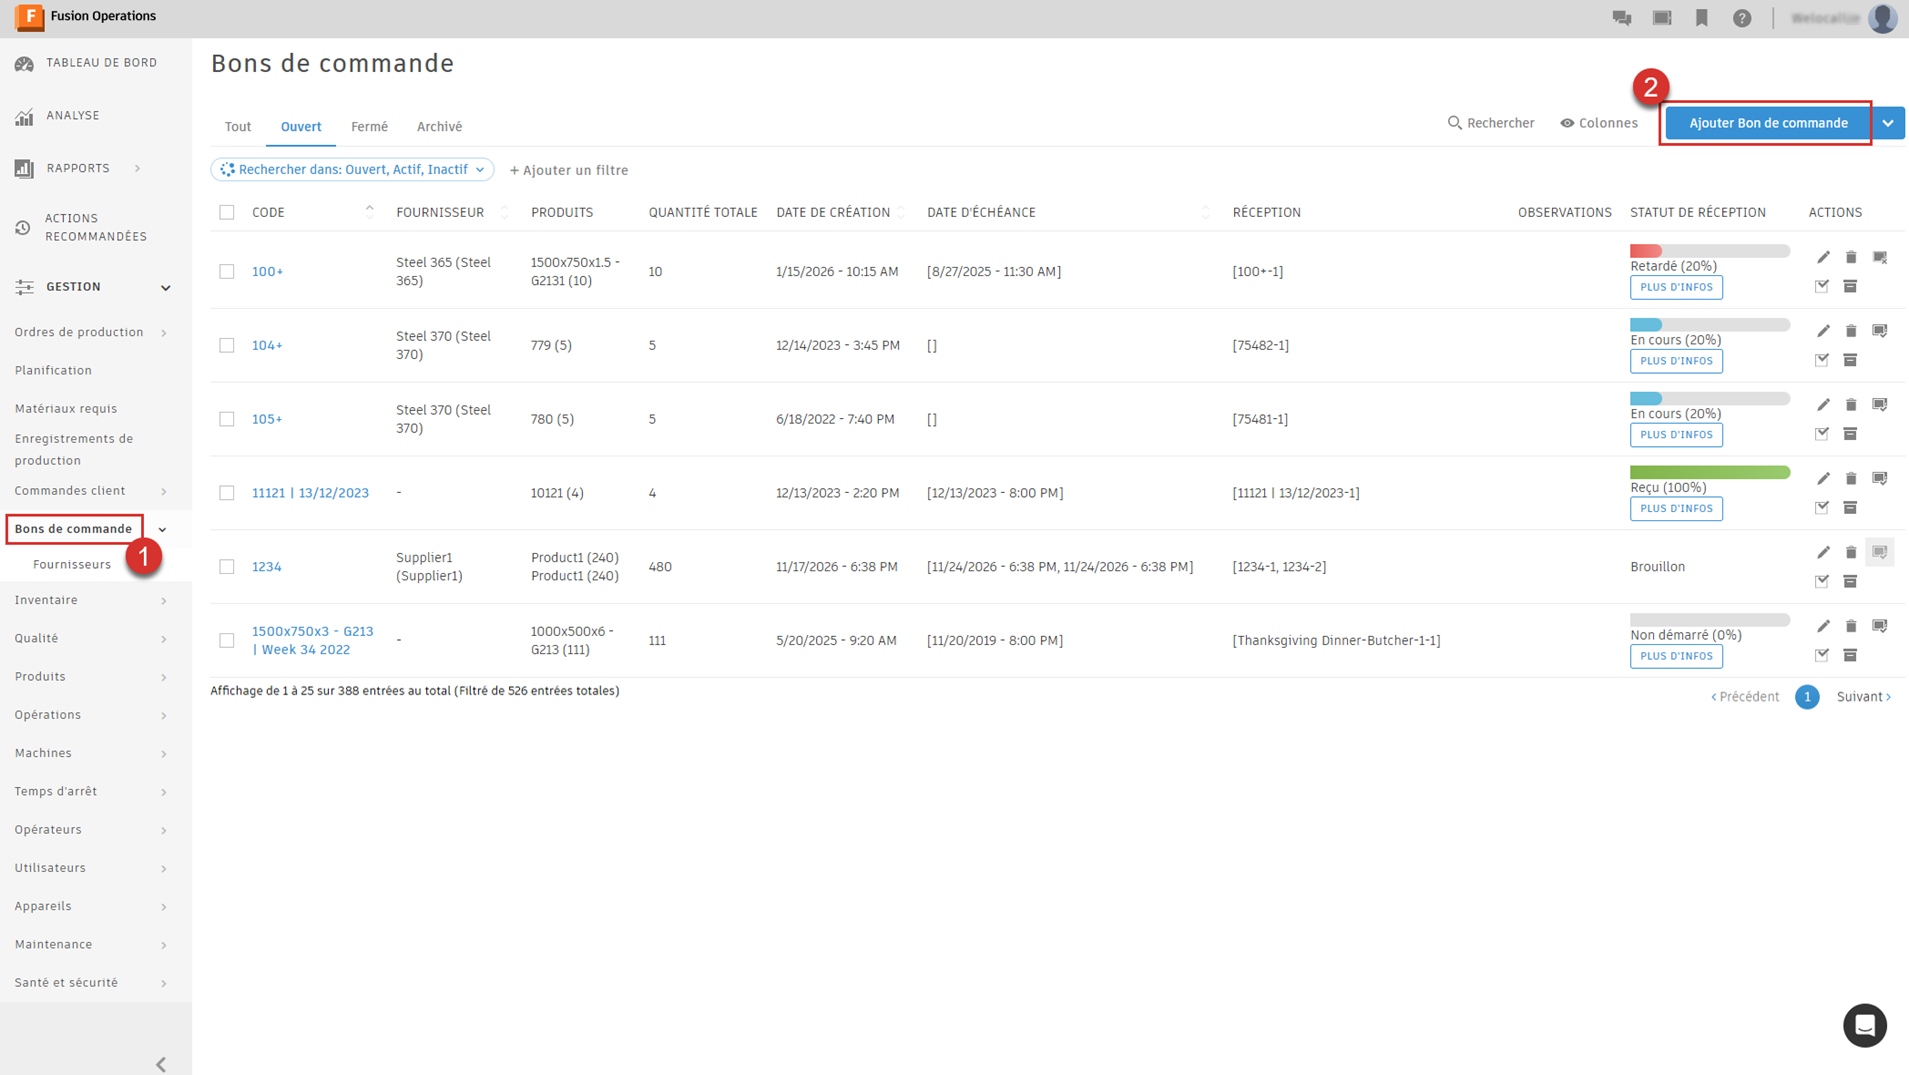 F Fusion Operations
TABLEAU DE BORD
ANALYSE
RAPPORTS
ACTIONS
RECOMMANDÉES
GESTION
Ordres de production
Planification
Matériaux requis
Enregistrements de
production
Commandes client
Bons de commande
1
Fournisseurs
Inventaire
Qualité
Produits
Opérations
Machines
Temps d'arrêt
Opérateurs
Utilisateurs
Appareils
Maintenance
Santé et sécurité
Bons de commande
Tout Ouvert Fermé Archivé
Rechercher Colonnes
2
Ajouter Bon de commande
Rechercher dans: Ouvert, Actif, Inactif + Ajouter un filtre
CODE FOURNISSEUR PRODUITS QUANTITÉ TOTALE DATE DE CRÉATION DATE D'ÉCHÉANCE RÉCEPTION OBSERVATIONS STATUT DE RÉCEPTION ACTIONS
100+
Steel 365 (Steel
365)
1500x750x1.5 -
G2131 (10)
10 1/15/2026 - 10:15 AM [8/27/2025 - 11:30 AM] [100+-1]
Retardé (20%)
PLUS D'INFOS
104+
Steel 370 (Steel
370)
779 (5) 5 12/14/2023 - 3:45 PM [] [75482-1]
En cours (20%)
PLUS D'INFOS
105+
Steel 370 (Steel
370)
780 (5) 5 6/18/2022 - 7:40 PM [] [75481-1]
En cours (20%)
PLUS D'INFOS
11121 | 13/12/2023 - 10121 (4) 4 12/13/2023 - 2:20 PM [12/13/2023 - 8:00 PM] [11121 | 13/12/2023-1]
Reçu (100%)
PLUS D'INFOS
1234
Supplier1
(Supplier1)
Product1 (240)
Product1 (240)
480 11/17/2026 - 6:38 PM [11/24/2026 - 6:38 PM, 11/24/2026 - 6:38 PM] [1234-1, 1234-2] Brouillon
1500x750x3 - G213
| Week 34 2022
-
1000x500x6 -
G213 (111)
111 5/20/2025 - 9:20 AM [11/20/2019 - 8:00 PM] [Thanksgiving Dinner-Butcher-1-1]
Non démarré (0%)
PLUS D'INFOS
Affichage de 1 à 25 sur 388 entrées au total (Filtré de 526 entrées totales)
Précédent 1 Suivant